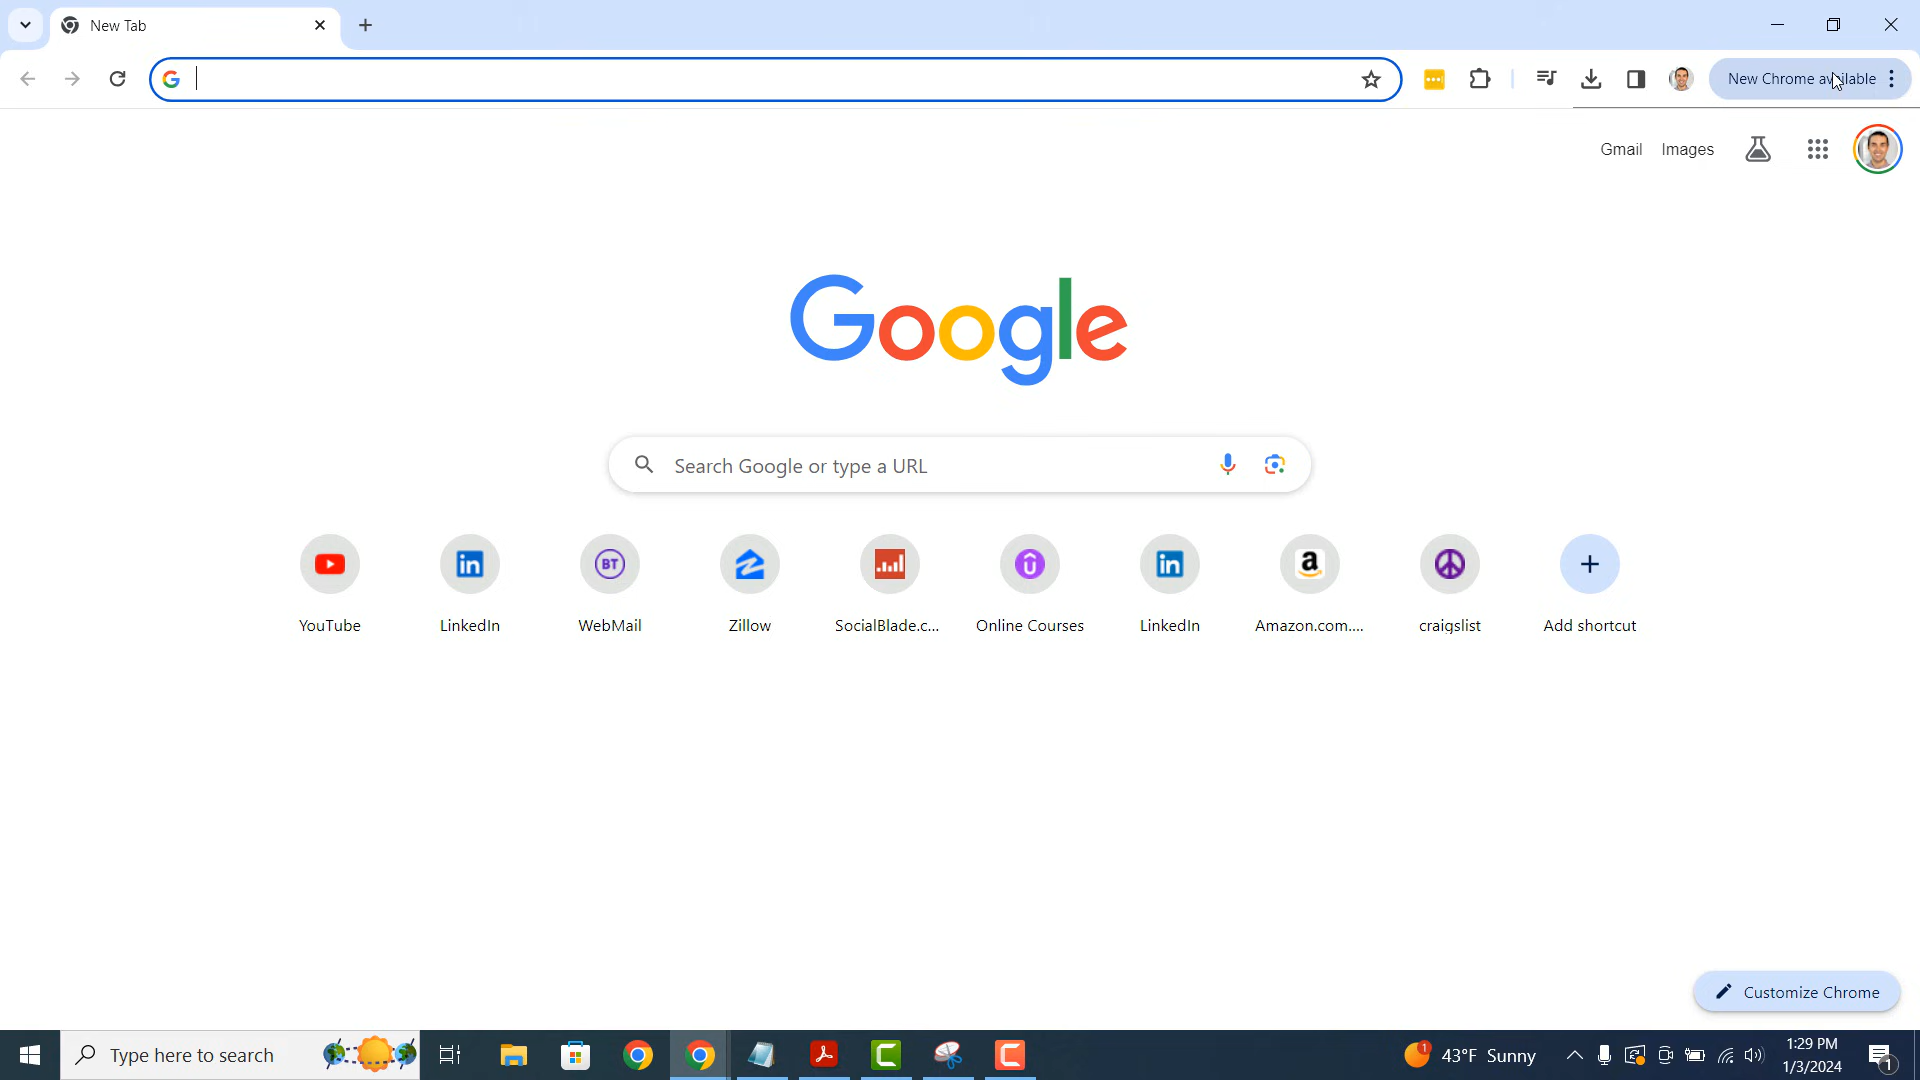 New Tab
New Chrome available
Gmail Images
Google
Search Google or type a URL
YouTube
LinkedIn
WebMail
Zillow
SocialBlade.c...
Online Courses
LinkedIn
Amazon.com....
craigslist
Add shortcut
Customize Chrome
Type here to search
43°F Sunny
1:29 PM
1/3/2024